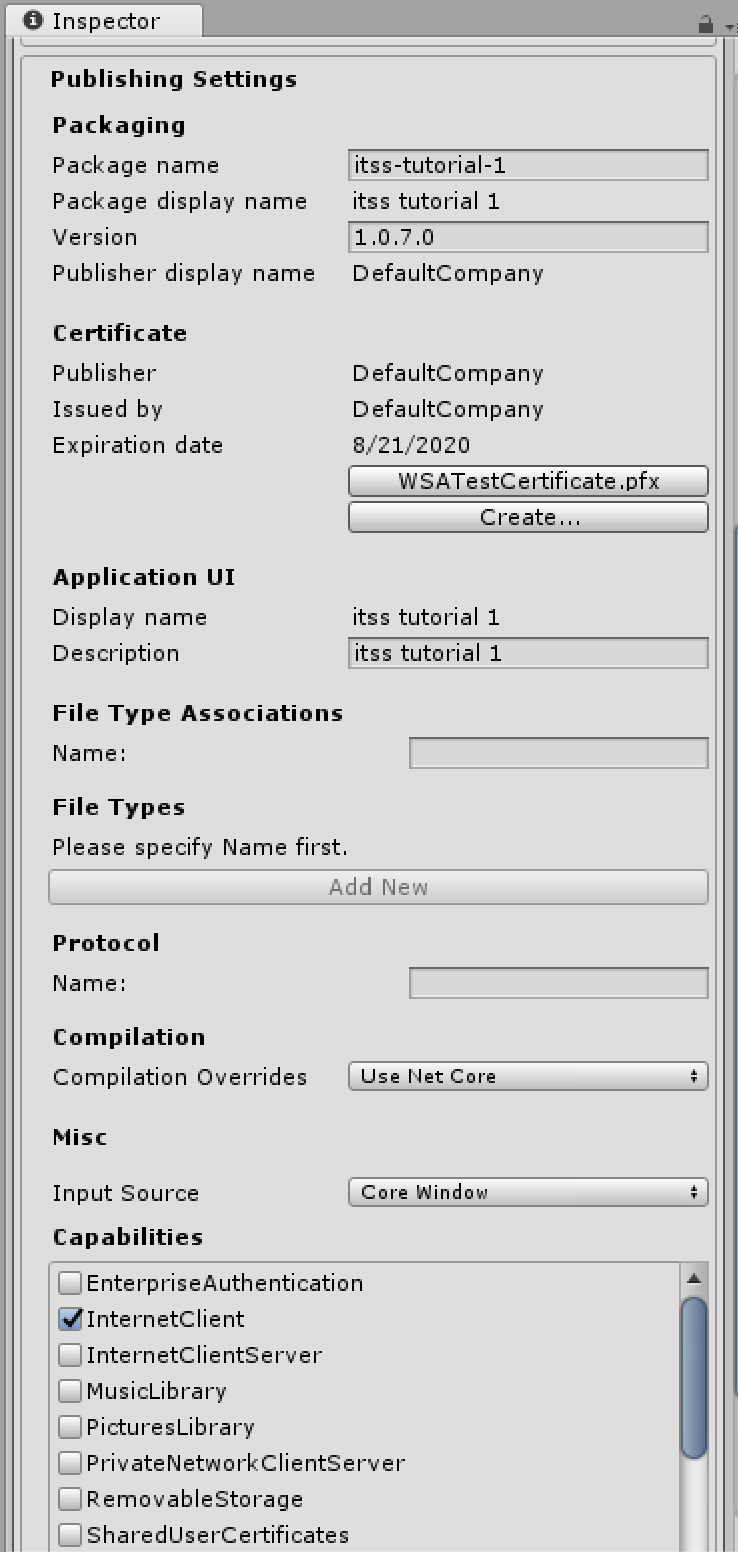 Inspector
Publishing Settings
Packaging
Package name itss-tutorial-1
Package display name itss tutorial 1
Version 1.0.7.0
Publisher display name DefaultCompany
Certificate
Publisher DefaultCompany
Issued by DefaultCompany
Expiration date 8/21/2020
WSATestCertificate.pfx
Create...
Application UI
Display name itss tutorial 1
Description itss tutorial 1
File Type Associations
Name:
File Types
Please specify Name first.
Add New
Protocol
Name:
Compilation
Compilation Overrides Use Net Core
Misc
Input Source Core Window
Capabilities
EnterpriseAuthentication
InternetClient
InternetClientServer
MusicLibrary
PicturesLibrary
PrivateNetworkClientServer
RemovableStorage
SharedUserCertificates